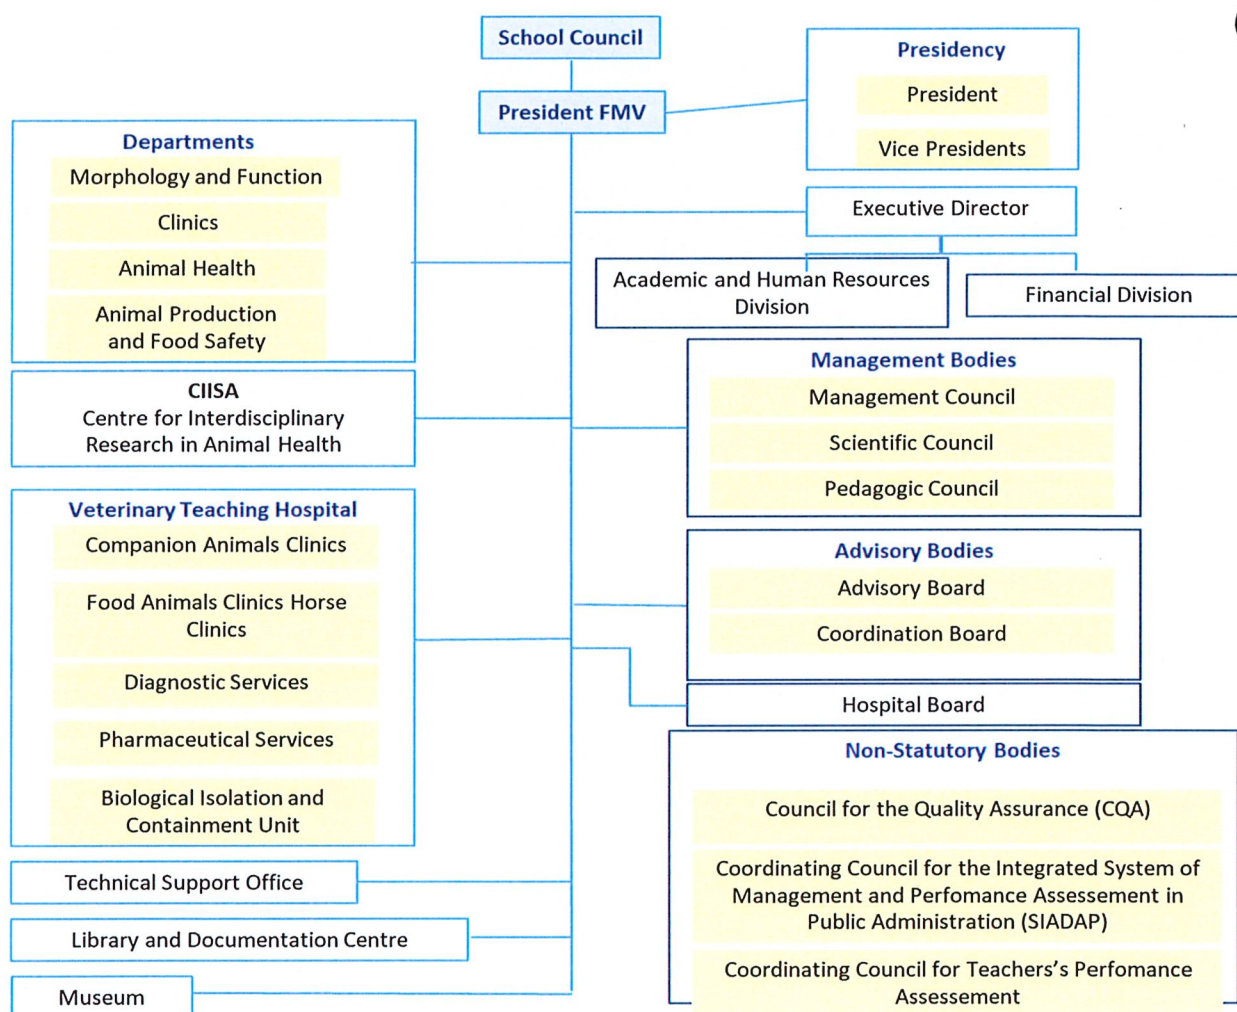 School Council
President FMV
Presidency
President
Vice Presidents
Departments
Morphology and Function
Clinics
Animal Health
Animal Production
and Food Safety
Executive Director
Academic and Human Resources
Division
Financial Division
CIISA
Centre for Interdisciplinary
Research in Animal Health
Management Bodies
Management Council
Scientific Council
Pedagogic Council
Veterinary Teaching Hospital
Companion Animals Clinics
Food Animals Clinics Horse
Clinics
Diagnostic Services
Pharmaceutical Services
Biological Isolation and
Containment Unit
Advisory Bodies
Advisory Board
Coordination Board
Hospital Board
Non-Statutory Bodies
Council for the Quality Assurance (CQA)
Coordinating Council for the Integrated System of
Management and Perfomance Assessement in
Public Administration (SIADAP)
Coordinating Council for Teachers’s Perfomance
Assessement
Technical Support Office
Library and Documentation Centre
Museum